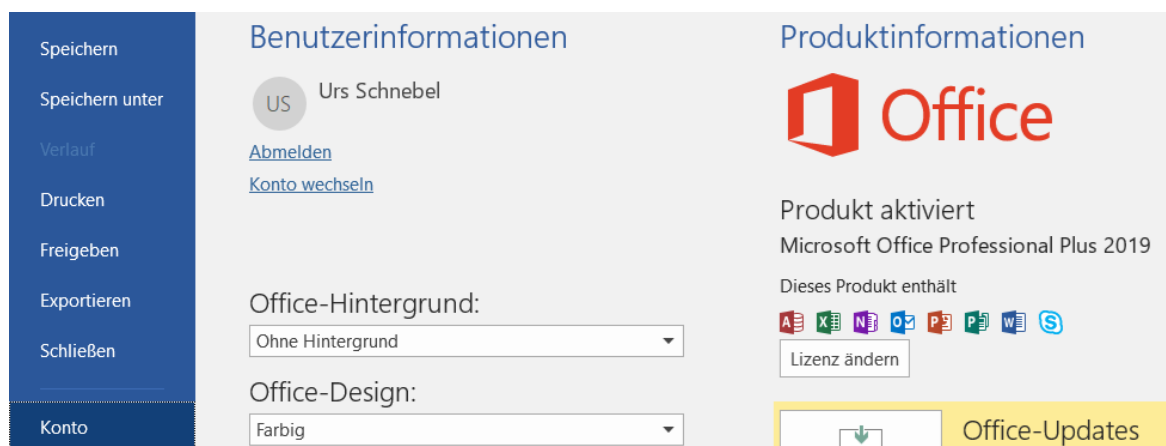 Speichern
Speichern unter
Verlauf
Drucken
Freigeben
Exportieren
Schließen
Konto
Benutzerinformationen
US
Urs Schnebel
Abmelden
Konto wechseln
Office-Hintergrund:
Ohne Hintergrund
Office-Design:
Farbig
Produktinformationen
Office
Produkt aktiviert
Microsoft Office Professional Plus 2019
Dieses Produkt enthält
A X N O P P W S
Lizenz ändern
Office-Updates